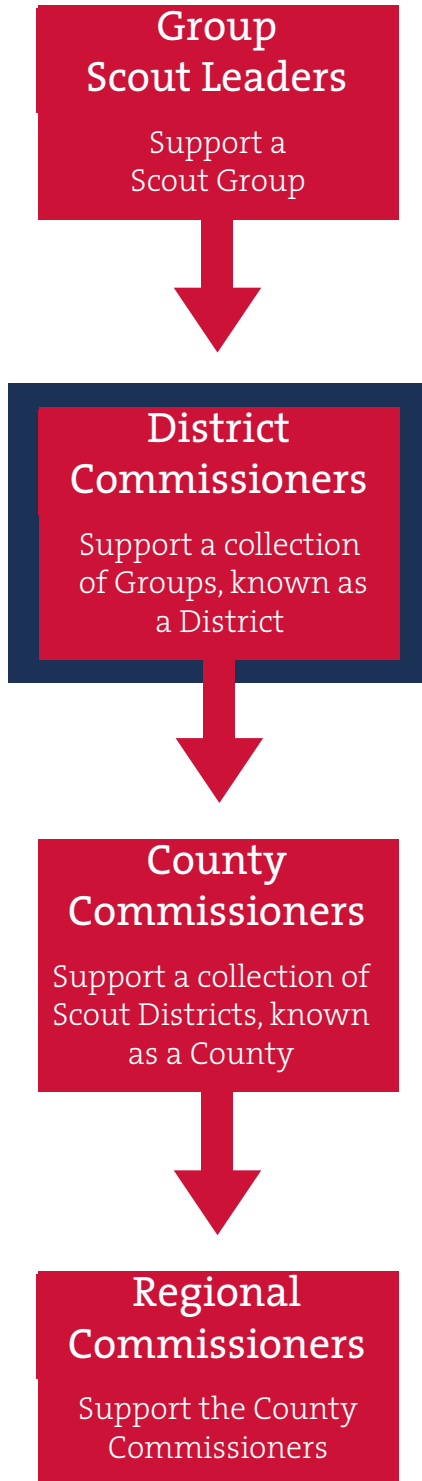 Group
Scout Leaders
Support a
Scout Group
District
Commissioners
Support a collection
of Groups, known as
a District
County
Commissioners
Support a collection of
Scout Districts, known
as a County
Regional
Commissioners
Support the County
Commissioners